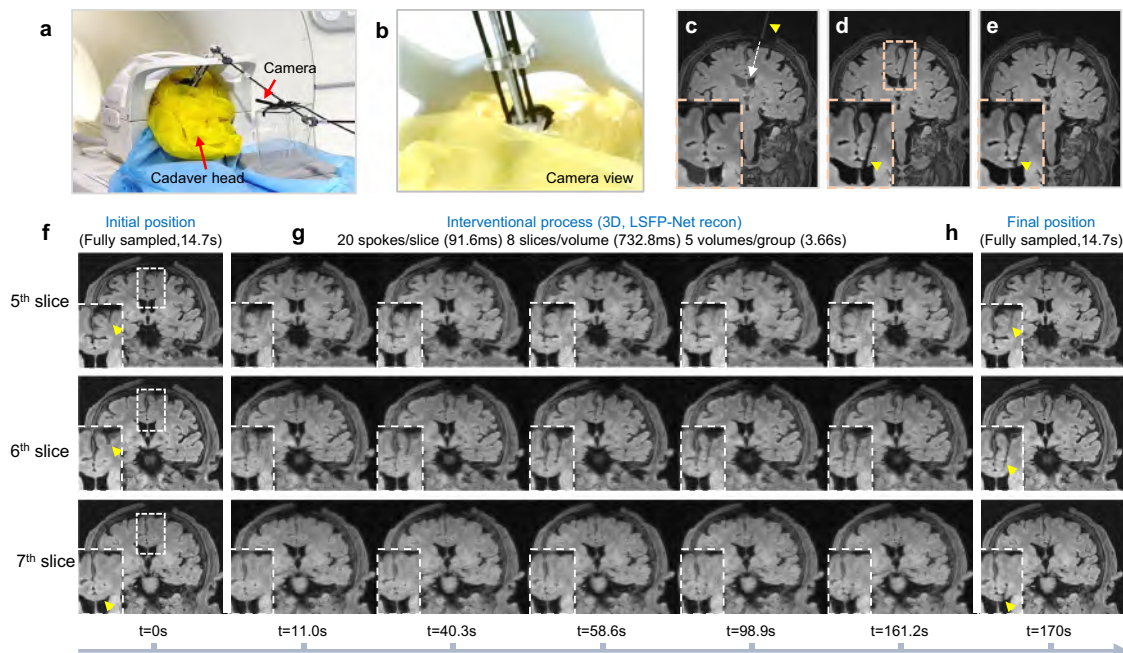 a
b
c
d
e
Camera
Cadaver head
Camera view
f
Initial position
(Fully sampled,14.7s)
g
Interventional process (3D, LSFP-Net recon)
20 spokes/slice (91.6ms) 8 slices/volume (732.8ms) 5 volumes/group (3.66s)
h
Final position
(Fully sampled,14.7s)
5th slice
6th slice
7th slice
t=0s
t=11.0s
t=40.3s
t=58.6s
t=98.9s
t=161.2s
t=170s